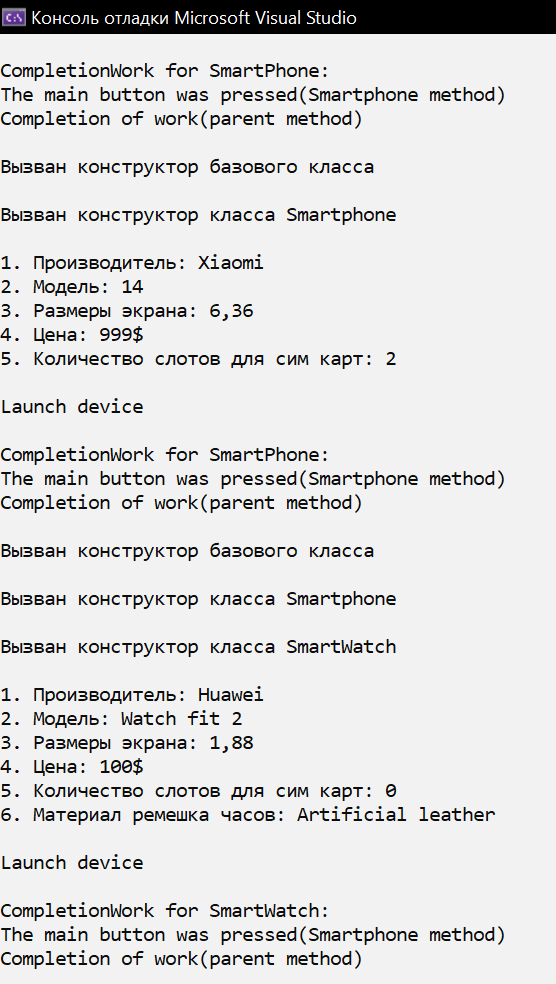 C:\ Консоль отладки Microsoft Visual Studio
CompletionWork for SmartPhone:
The main button was pressed(Smartphone method)
Completion of work(parent method)
Вызван конструктор базового класса
Вызван конструктор класса Smartphone
1. Производитель: Xiaomi
2. Модель: 14
3. Размеры экрана: 6,36
4. Цена: 999$
5. Количество слотов для сим карт: 2
Launch device
CompletionWork for SmartPhone:
The main button was pressed(Smartphone method)
Completion of work(parent method)
Вызван конструктор базового класса
Вызван конструктор класса Smartphone
Вызван конструктор класса SmartWatch
1. Производитель: Huawei
2. Модель: Watch fit 2
3. Размеры экрана: 1,88
4. Цена: 100$
5. Количество слотов для сим карт: 0
6. Материал ремешка часов: Artificial leather
Launch device
CompletionWork for SmartWatch:
The main button was pressed(Smartphone method)
Completion of work(parent method)